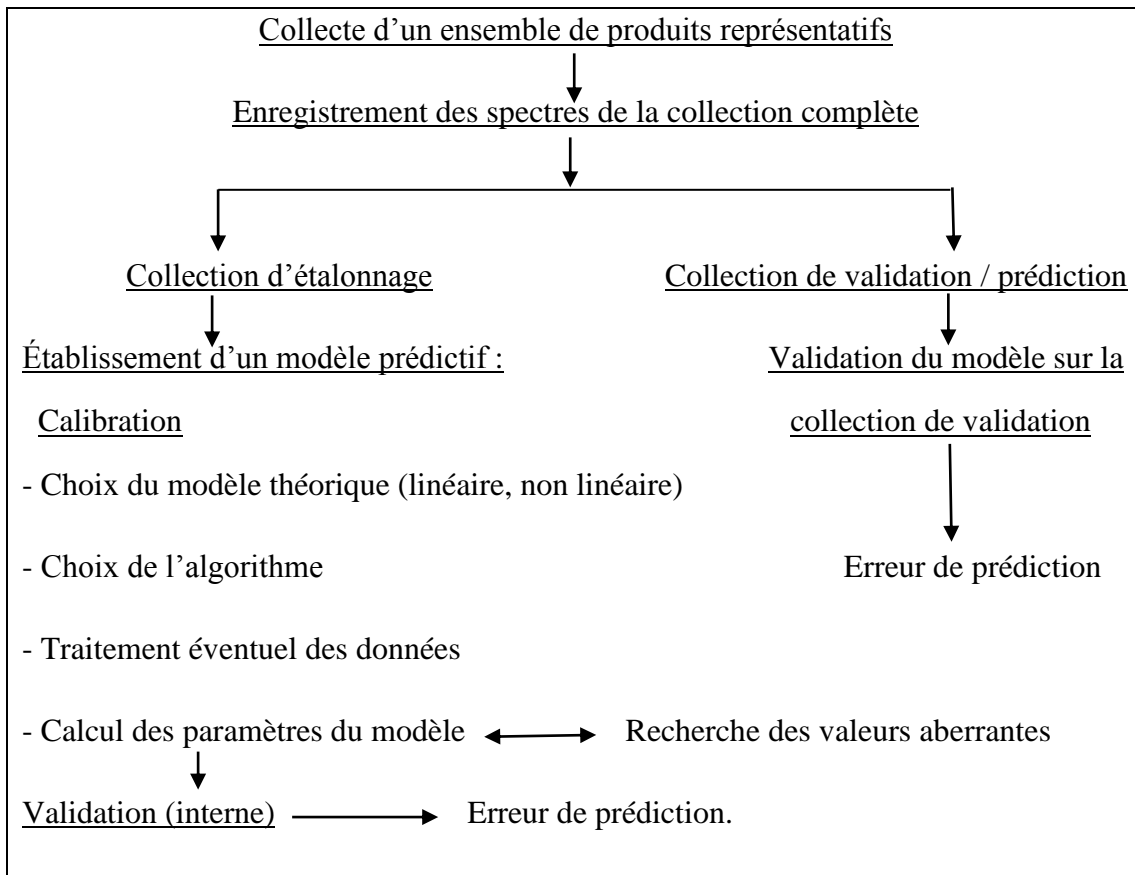 Collecte d’un ensemble de produits représentatifs
Enregistrement des spectres de la collection complète
Collection d’étalonnage
Collection de validation / prédiction
Établissement d’un modèle prédictif :
Validation du modèle sur la
Calibration
collection de validation
- Choix du modèle théorique (linéaire, non linéaire)
- Choix de l’algorithme
Erreur de prédiction
- Traitement éventuel des données
- Calcul des paramètres du modèle
Recherche des valeurs aberrantes
Validation (interne)
Erreur de prédiction.